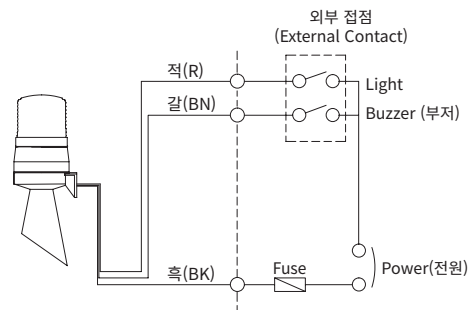 외부 접점
(External Contact)
적(R)
Light
갈(BN)
Buzzer (부저)
흑(BK)
Fuse
Power(전원)